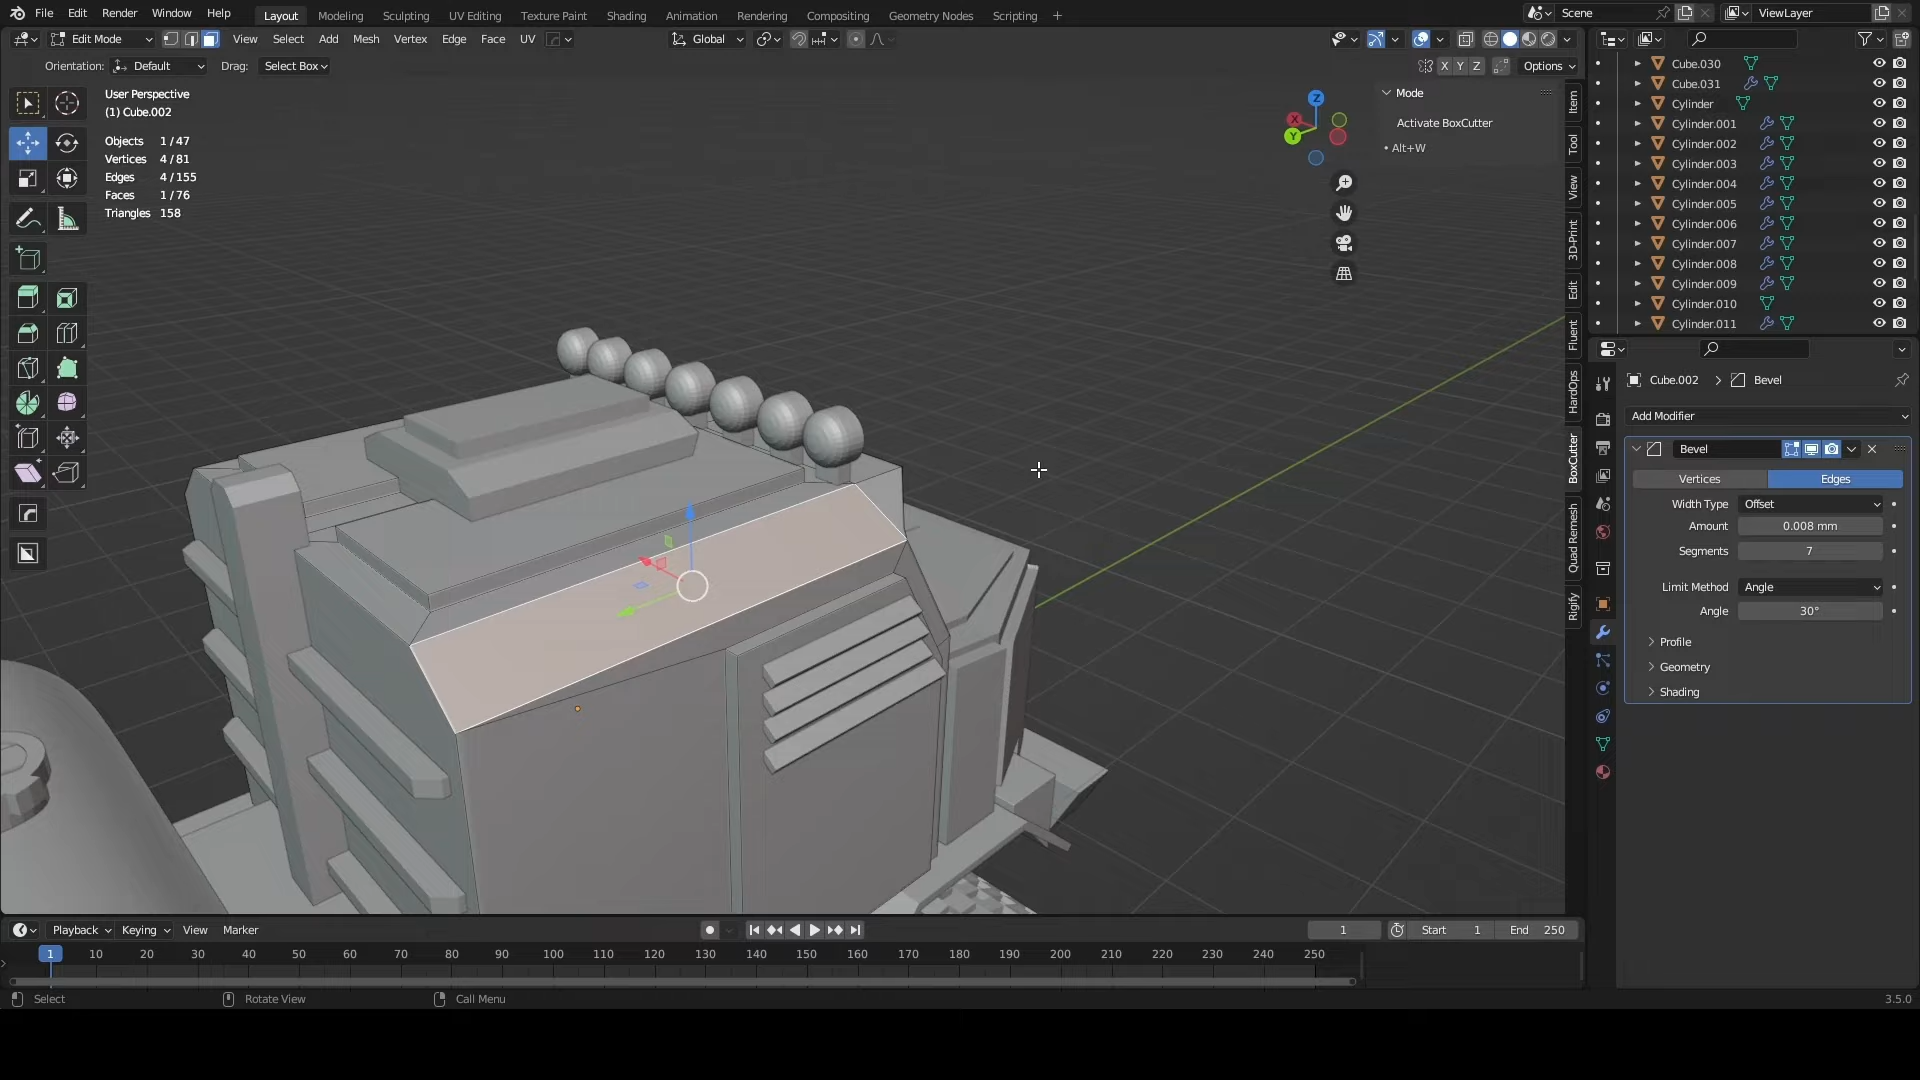 File Edit Render Window Help Layout Modeling Sculpting UV Editing Texture Paint Shading Animation Rendering Compositing Geometry Nodes Scripting + Scene ViewLayer
Edit Mode View Select Add Mesh Vertex Edge Face UV Global
Orientation: Default Drag: Select Box X Y Z Options
User Perspective
(1) Cube.002
Objects 1/47
Vertices 4/81
Edges 4/155
Faces 1/76
Triangles 158
Z
X
Y
Mode
Activate BoxCutter
• Alt+W
Item
Tool
View
3D-Print
Edit
Fluent
HardOps
BoxCutter
Quad Remesh
Rigify
Cube.030
Cube.031
Cylinder
Cylinder.001
Cylinder.002
Cylinder.003
Cylinder.004
Cylinder.005
Cylinder.006
Cylinder.007
Cylinder.008
Cylinder.009
Cylinder.010
Cylinder.011
Cube.002 > Bevel
Add Modifier
Bevel
Vertices Edges
Width Type Offset
Amount 0.008 mm
Segments 7
Limit Method Angle
Angle 30°
Profile
Geometry
Shading
Playback Keying View Marker 1 Start 1 End 250
1 10 20 30 40 50 60 70 80 90 100 110 120 130 140 150 160 170 180 190 200 210 220 230 240 250
Select Rotate View Call Menu 3.5.0